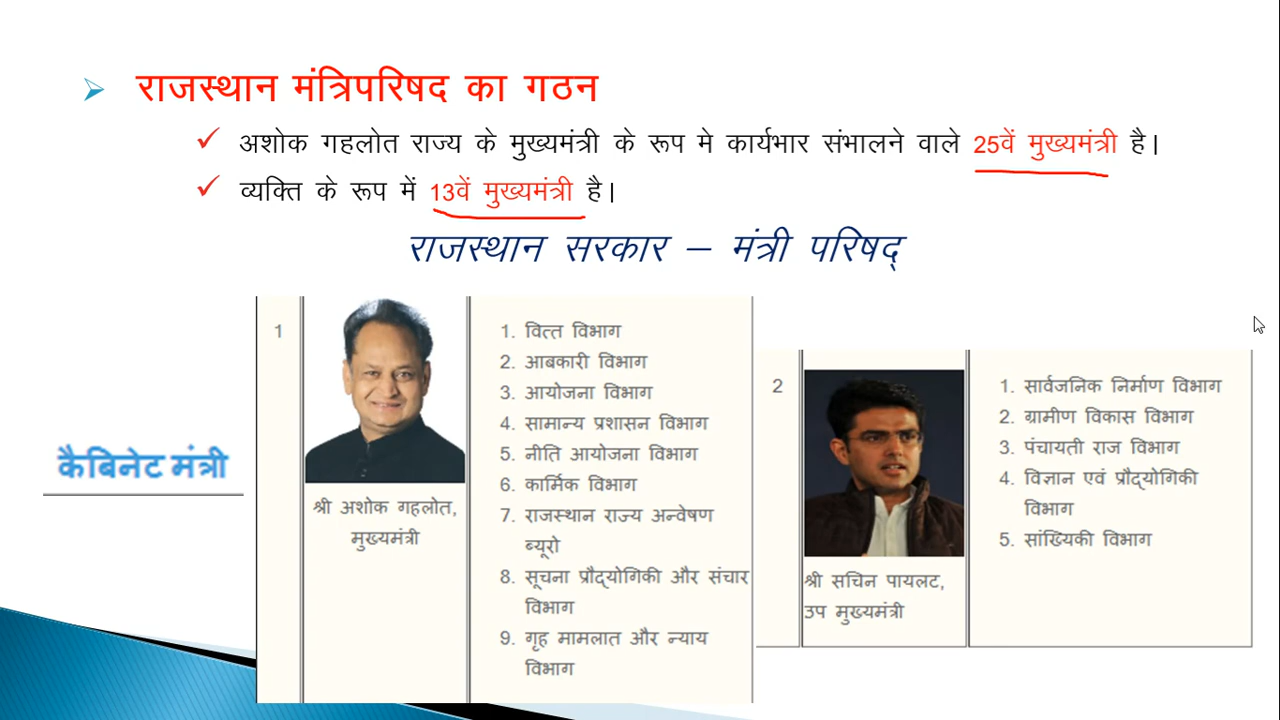 राजस्थान मंत्रिपरिषद का गठन
अशोक गहलोत राज्य के मुख्यमंत्री के रूप मे कार्यभार संभालने वाले 25वें मुख्यमंत्री है।
व्यक्ति के रूप में 13वें मुख्यमंत्री है।
राजस्थान सरकार – मंत्री परिषद्
कैबिनेट मंत्री
1
श्री अशोक गहलोत,
मुख्यमंत्री
1. वित्त विभाग
2. आबकारी विभाग
3. आयोजना विभाग
4. सामान्य प्रशासन विभाग
5. नीति आयोजना विभाग
6. कार्मिक विभाग
7. राजस्थान राज्य अन्वेषण
ब्यूरो
8. सूचना प्रौद्योगिकी और संचार
विभाग
9. गृह मामलात और न्याय
विभाग
2
श्री सचिन पायलट,
उप मुख्यमंत्री
1. सार्वजनिक निर्माण विभाग
2. ग्रामीण विकास विभाग
3. पंचायती राज विभाग
4. विज्ञान एवं प्रौद्योगिकी
विभाग
5. सांख्यिकी विभाग